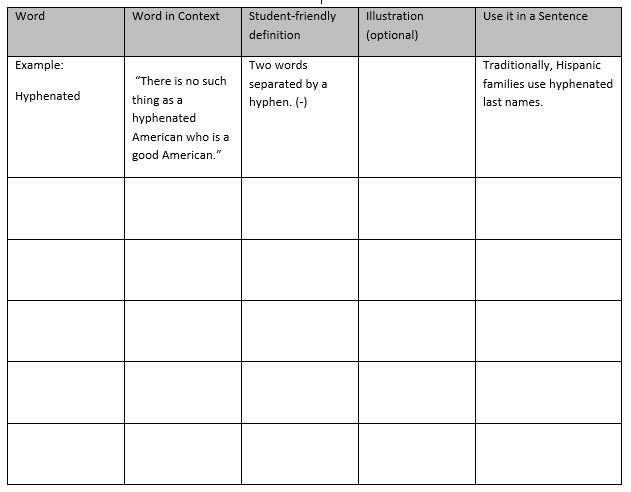 Word
Word in Context
Student-friendly
definition
Illustration
(optional)
Use it in a Sentence
Example:
Hyphenated
“There is no such
thing as a
hyphenated
American who is a
good American.”
Two words
separated by a
hyphen. (-)
Traditionally, Hispanic
families use hyphenated
last names.